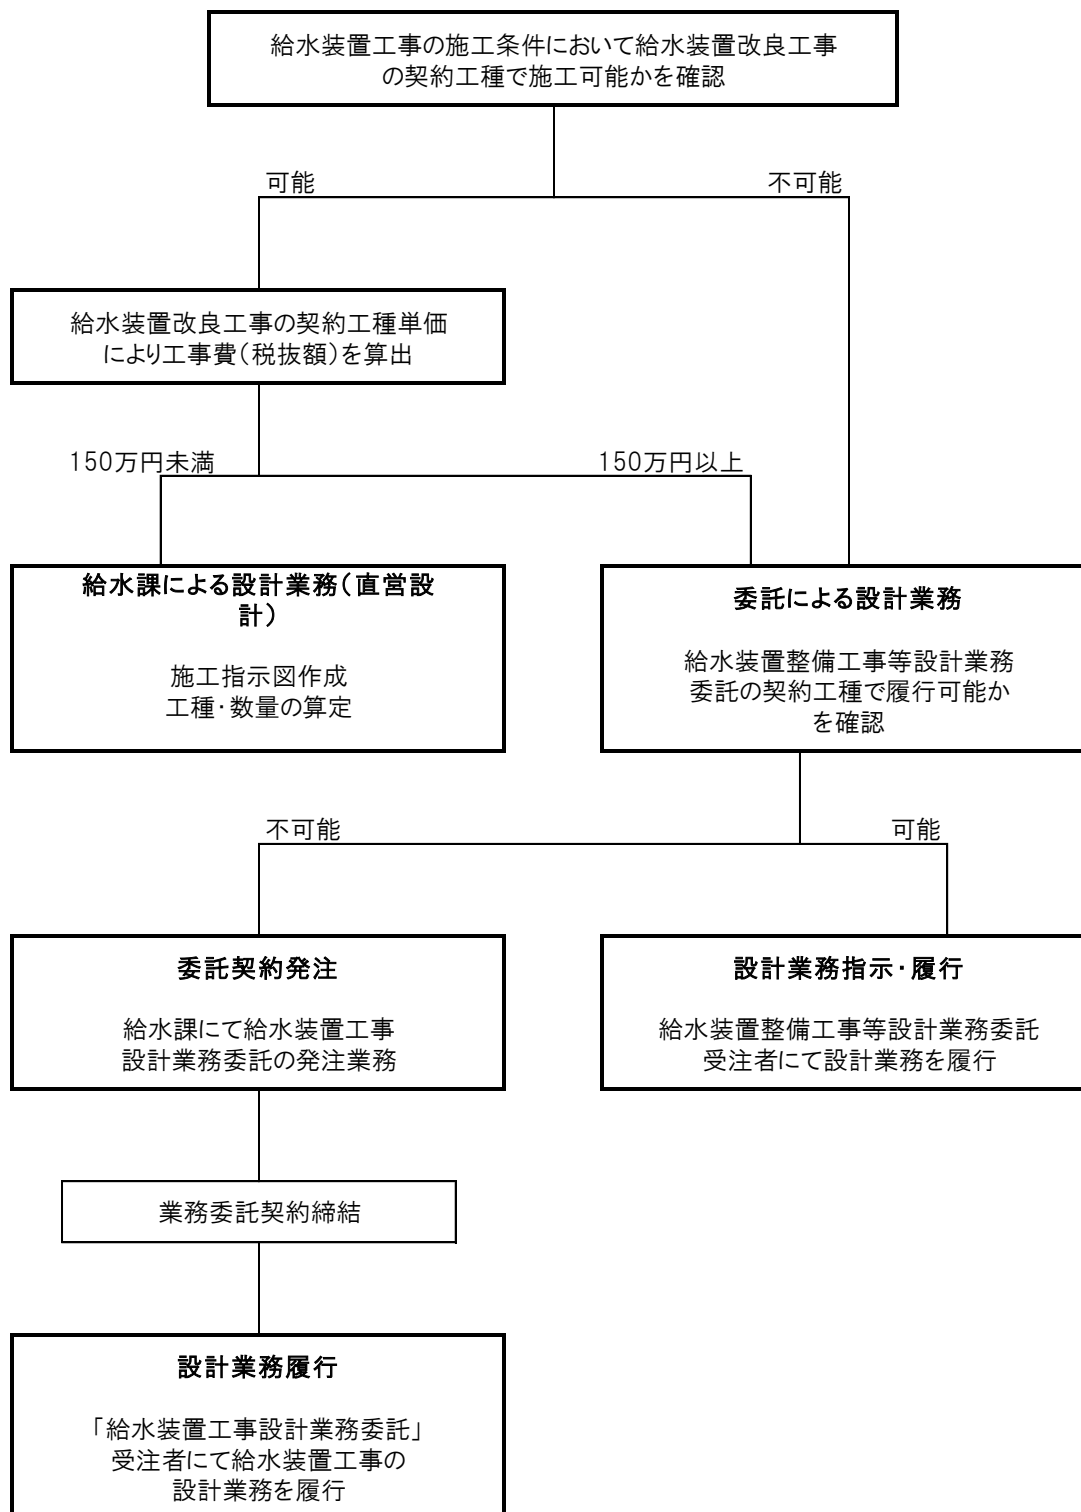 給水装置工事の施工条件において給水装置改良工事
の契約工種で施工可能かを確認
可能
不可能
給水装置改良工事の契約工種単価
により工事費(税抜額)を算出
150万円未満
150万円以上
給水課による設計業務(直営設
計)
施工指示図作成
工種・数量の算定
委託による設計業務
給水装置整備工事等設計業務
委託の契約工種で履行可能か
を確認
不可能
可能
委託契約発注
給水課にて給水装置工事
設計業務委託の発注業務
設計業務指示・履行
給水装置整備工事等設計業務委託
受注者にて設計業務を履行
業務委託契約締結
設計業務履行
「給水装置工事設計業務委託」
受注者にて給水装置工事の
設計業務を履行